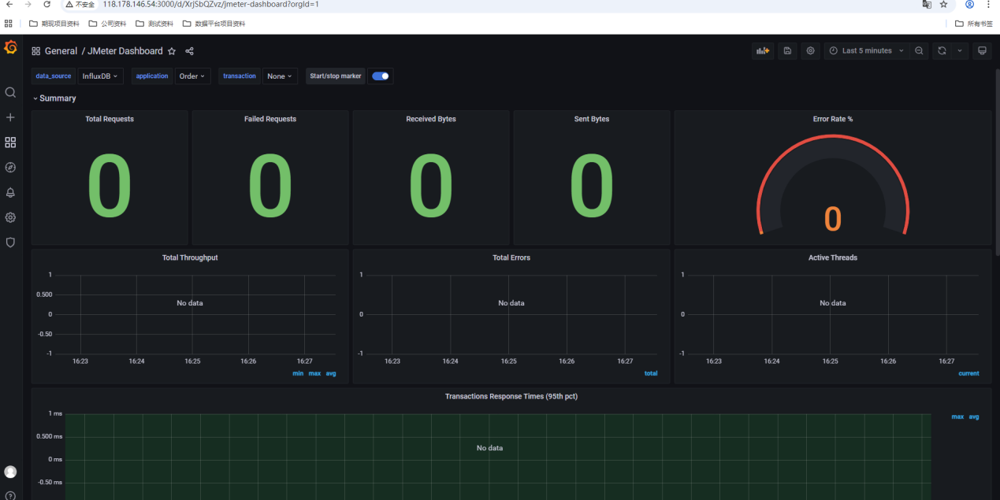 不安全 118.178.146.54:3000/d/XrjSbQZvz/jmeter-dashboard?orgId=1
期现项目资料 公司资料 测试资料 数据平台项目资料 所有书签
General / JMeter Dashboard Last 5 minutes
data_source InfluxDB application Order transaction None Start/stop marker
Summary
Total Requests Failed Requests Received Bytes Sent Bytes Error Rate %
0 0 0 0 0
Total Throughput Total Errors Active Threads
1 1 1
0.500
No data No data No data
0 0 0
-0.50
-1 -1 -1
16:23 16:24 16:25 16:26 16:27 16:23 16:24 16:25 16:26 16:27 16:23 16:24 16:25 16:26 16:27
min max avg total current
Transactions Response Times (95th pct)
1 ms max avg
0.500 ms
No data
0 ms
-0.50 ms